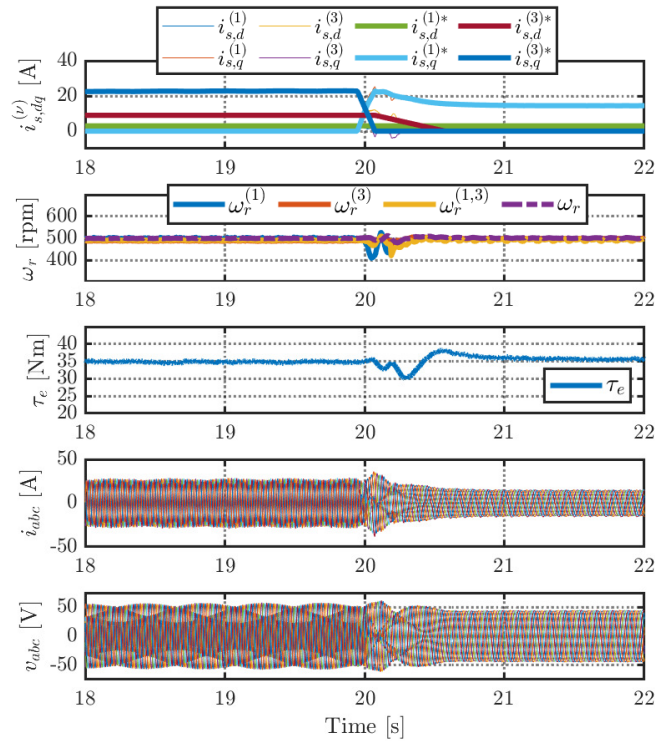 i_{s,d}^{(1)} i_{s,d}^{(3)} i_{s,d}^{(1)*} i_{s,d}^{(3)*}
i_{s,q}^{(1)} i_{s,q}^{(3)} i_{s,q}^{(1)*} i_{s,q}^{(3)*}
i_{s,dq}^{(ν)} [A]
40
20
0
18 19 20 21 22
ω_r^{(1)} ω_r^{(3)} ω_r^{(1,3)} ω_r
ω_r [rpm]
600
500
400
18 19 20 21 22
τ_e [Nm]
40
35
30
25
20
τ_e
18 19 20 21 22
i_{abc} [A]
50
0
-50
18 19 20 21 22
v_{abc} [V]
50
0
-50
18 19 20 21 22
Time [s]